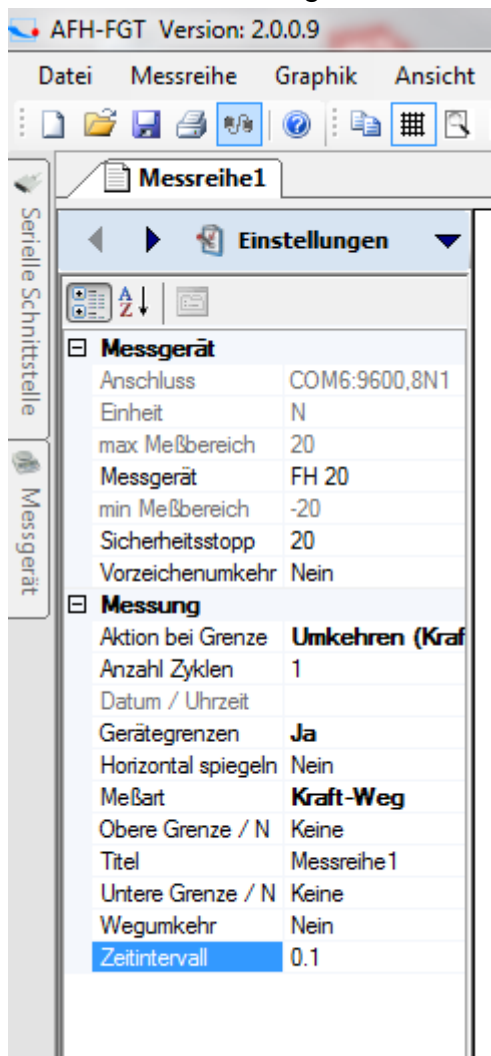 AFH-FGT Version: 2.0.0.9
Datei Messreihe Graphik Ansicht
Messreihe1
Serielle Schnittstelle
Messgerät
Einstellungen
Messgerät
Anschluss COM6:9600,8N1
Einheit N
max Meßbereich 20
Messgerät FH 20
min Meßbereich -20
Sicherheitsstopp 20
Vorzeichenumkehr Nein
Messung
Aktion bei Grenze Umkehren (Kraf
Anzahl Zyklen 1
Datum / Uhrzeit
Gerätegrenzen Ja
Horizontal spiegeln Nein
Meßart Kraft-Weg
Obere Grenze / N Keine
Titel Messreihe1
Untere Grenze / N Keine
Wegumkehr Nein
Zeitintervall 0.1